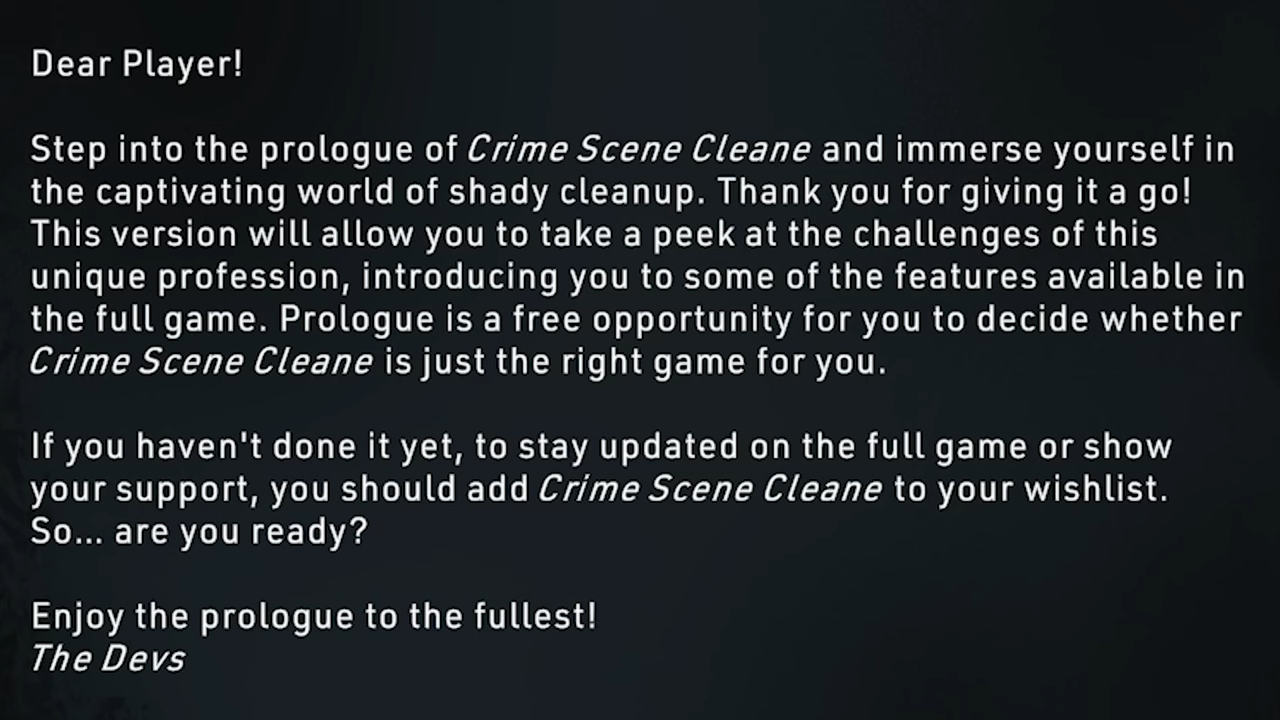 Dear Player!
Step into the prologue of Crime Scene Cleane and immerse yourself in
the captivating world of shady cleanup. Thank you for giving it a go!
This version will allow you to take a peek at the challenges of this
unique profession, introducing you to some of the features available in
the full game. Prologue is a free opportunity for you to decide whether
Crime Scene Cleane is just the right game for you.
If you haven't done it yet, to stay updated on the full game or show
your support, you should add Crime Scene Cleane to your wishlist.
So... are you ready?
Enjoy the prologue to the fullest!
The Devs